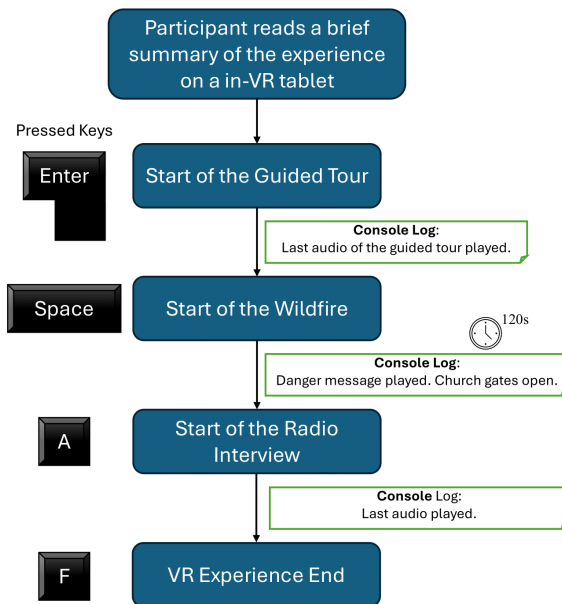 Participant reads a brief
summary of the experience
on a in-VR tablet
Pressed Keys
Enter
Start of the Guided Tour
Console Log:
Last audio of the guided tour played.
Space
Start of the Wildfire
120s
Console Log:
Danger message played. Church gates open.
A
Start of the Radio
Interview
Console Log:
Last audio played.
F
VR Experience End